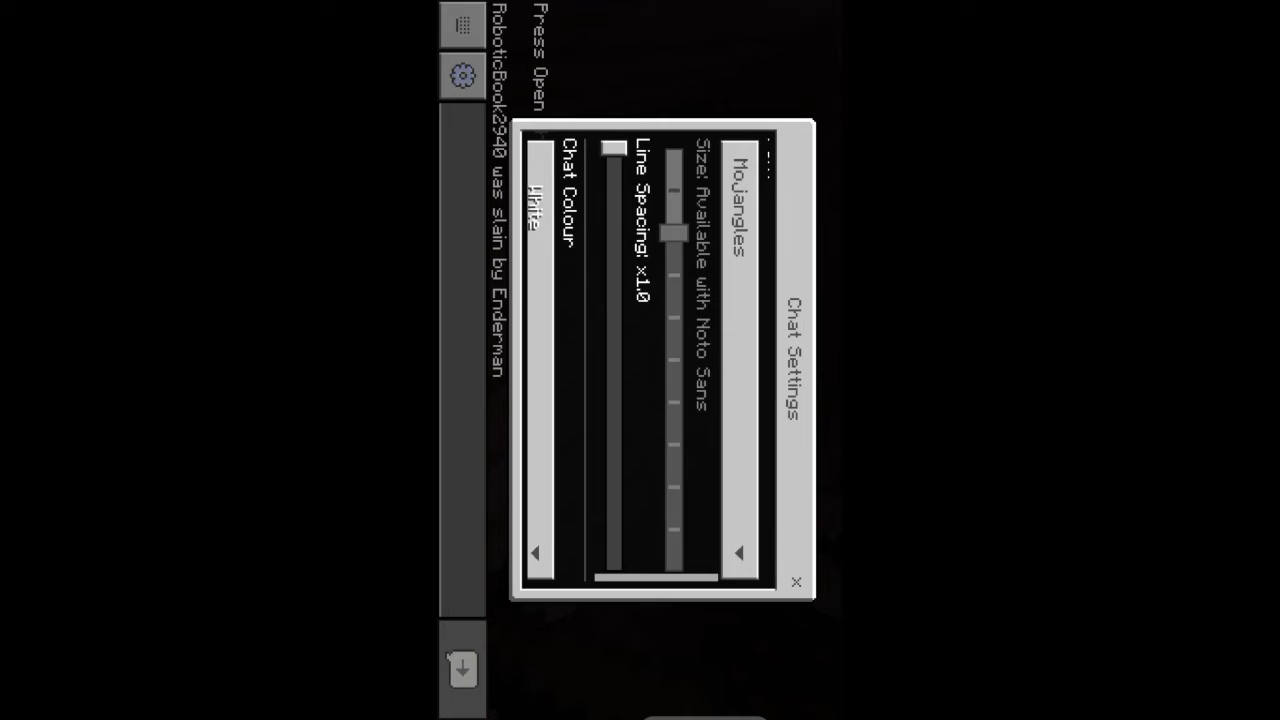 Chat Settings
x
Mojangles
Size: Available with Noto Sans
Line Spacing: x1.0
Chat Colour
White
Press Open
RoboticBook2940 was slain by Enderman